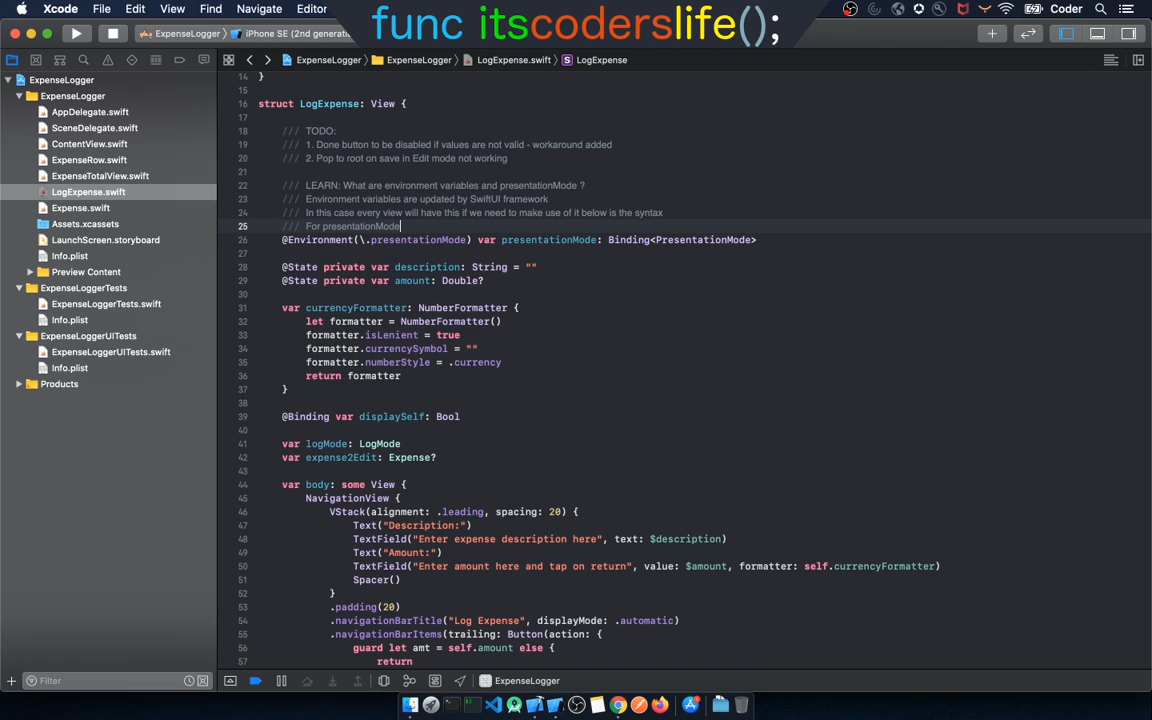 Xcode File Edit View Find Navigate Editor
func itscoderslife();
Coder
ExpenseLogger 〉 iPhone SE (2nd generati
ExpenseLogger 〉 ExpenseLogger 〉 LogExpense.swift 〉 S LogExpense
ExpenseLogger
ExpenseLogger
AppDelegate.swift
SceneDelegate.swift
ContentView.swift
ExpenseRow.swift
ExpenseTotalView.swift
LogExpense.swift
Expense.swift
Assets.xcassets
LaunchScreen.storyboard
Info.plist
Preview Content
ExpenseLoggerTests
ExpenseLoggerTests.swift
Info.plist
ExpenseLoggerUITests
ExpenseLoggerUITests.swift
Info.plist
Products
Filter
14 }
15
16 struct LogExpense: View {
17
18 /// TODO:
19 /// 1. Done button to be disabled if values are not valid - workaround added
20 /// 2. Pop to root on save in Edit mode not working
21
22 /// LEARN: What are environment variables and presentationMode ?
23 /// Environment variables are updated by SwiftUI framework
24 /// In this case every view will have this if we need to make use of it below is the syntax
25 /// For presentationMode
26 @Environment(\.presentationMode) var presentationMode: Binding<PresentationMode>
27
28 @State private var description: String = ""
29 @State private var amount: Double?
30
31 var currencyFormatter: NumberFormatter {
32 let formatter = NumberFormatter()
33 formatter.isLenient = true
34 formatter.currencySymbol = ""
35 formatter.numberStyle = .currency
36 return formatter
37 }
38
39 @Binding var displaySelf: Bool
40
41 var logMode: LogMode
42 var expense2Edit: Expense?
43
44 var body: some View {
45 NavigationView {
46 VStack(alignment: .leading, spacing: 20) {
47 Text("Description:")
48 TextField("Enter expense description here", text: $description)
49 Text("Amount:")
50 TextField("Enter amount here and tap on return", value: $amount, formatter: self.currencyFormatter)
51 Spacer()
52 }
53 .padding(20)
54 .navigationBarTitle("Log Expense", displayMode: .automatic)
55 .navigationBarItems(trailing: Button(action: {
56 guard let amt = self.amount else {
57 return
ExpenseLogger